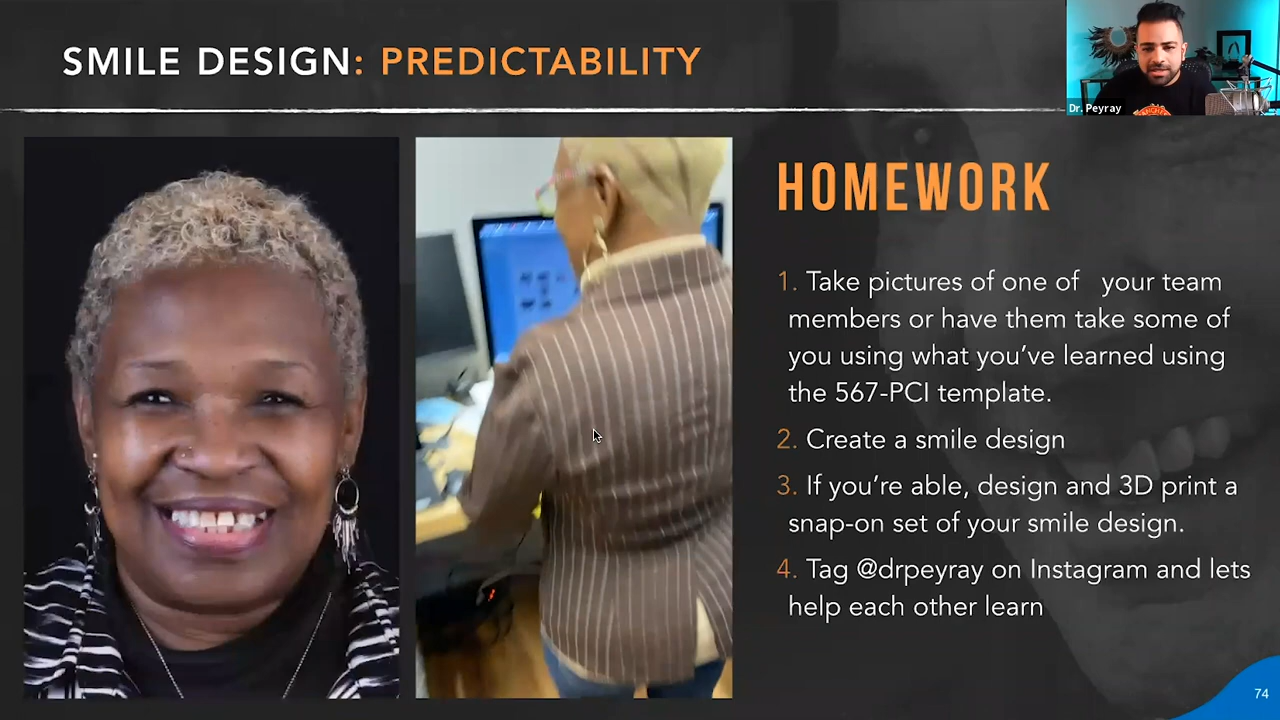 SMILE DESIGN: PREDICTABILITY
Dr. Peyray
HOMEWORK
1. Take pictures of one of your team
members or have them take some of
you using what you've learned using
the 567-PCI template.
2. Create a smile design
3. If you're able, design and 3D print a
snap-on set of your smile design.
4. Tag @drpeyray on Instagram and lets
help each other learn
74